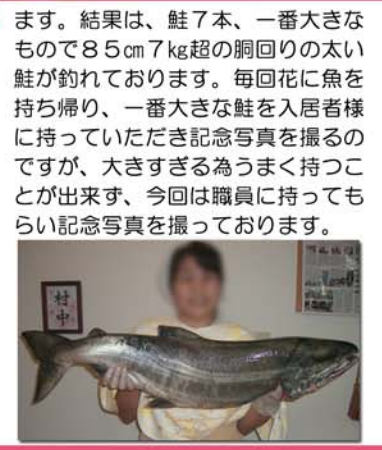 ます。結果は、鮭７本、一番大きな
もので８５㎝７㎏超の胴回りの太い
鮭が釣れております。毎回花に魚を
持ち帰り、一番大きな鮭を入居者様
に持っていただき記念写真を撮るの
ですが、大きすぎる為うまく持つこ
とが出来ず、今回は職員に持っても
らい記念写真を撮っております。
村中